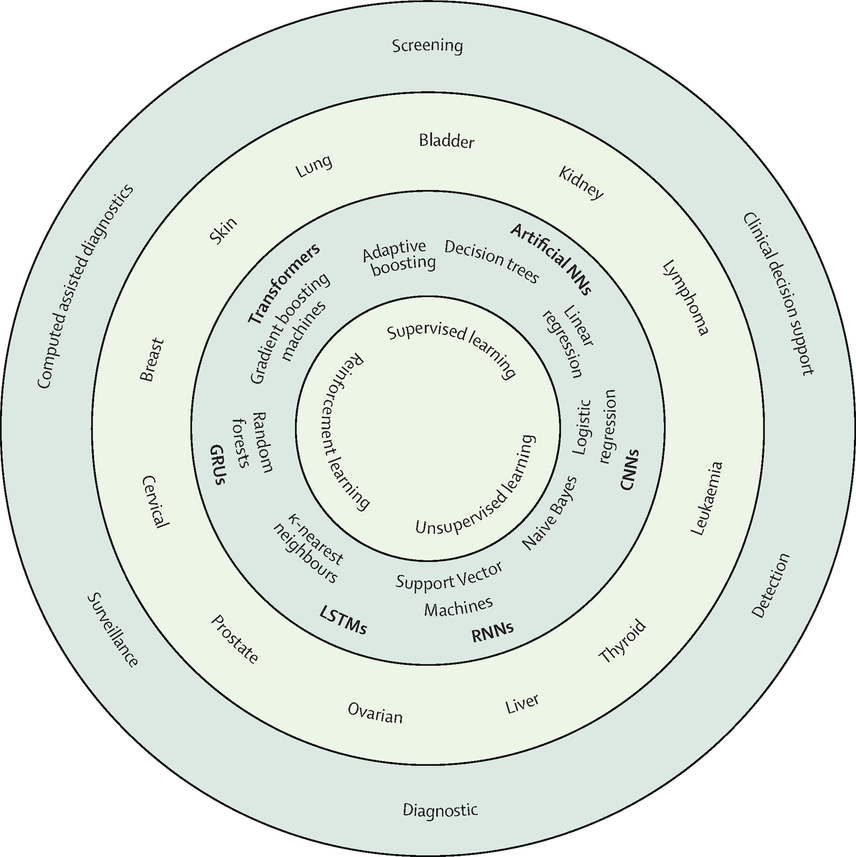 Screening
Clinical decision support
Detection
Diagnostic
Surveillance
Computed assisted diagnostics
Bladder
Kidney
Lymphoma
Leukaemia
Thyroid
Liver
Ovarian
Prostate
Cervical
Breast
Skin
Lung
Adaptive
boosting
Decision trees
Artificial NNs
Linear
regression
Logistic
regression
CNNs
Naive Bayes
Support Vector
Machines
RNNs
LSTMs
κ-nearest
neighbours
Random
forests
GRUs
Gradient boosting
machines
Transformers
Supervised learning
Unsupervised learning
Reinforcement learning